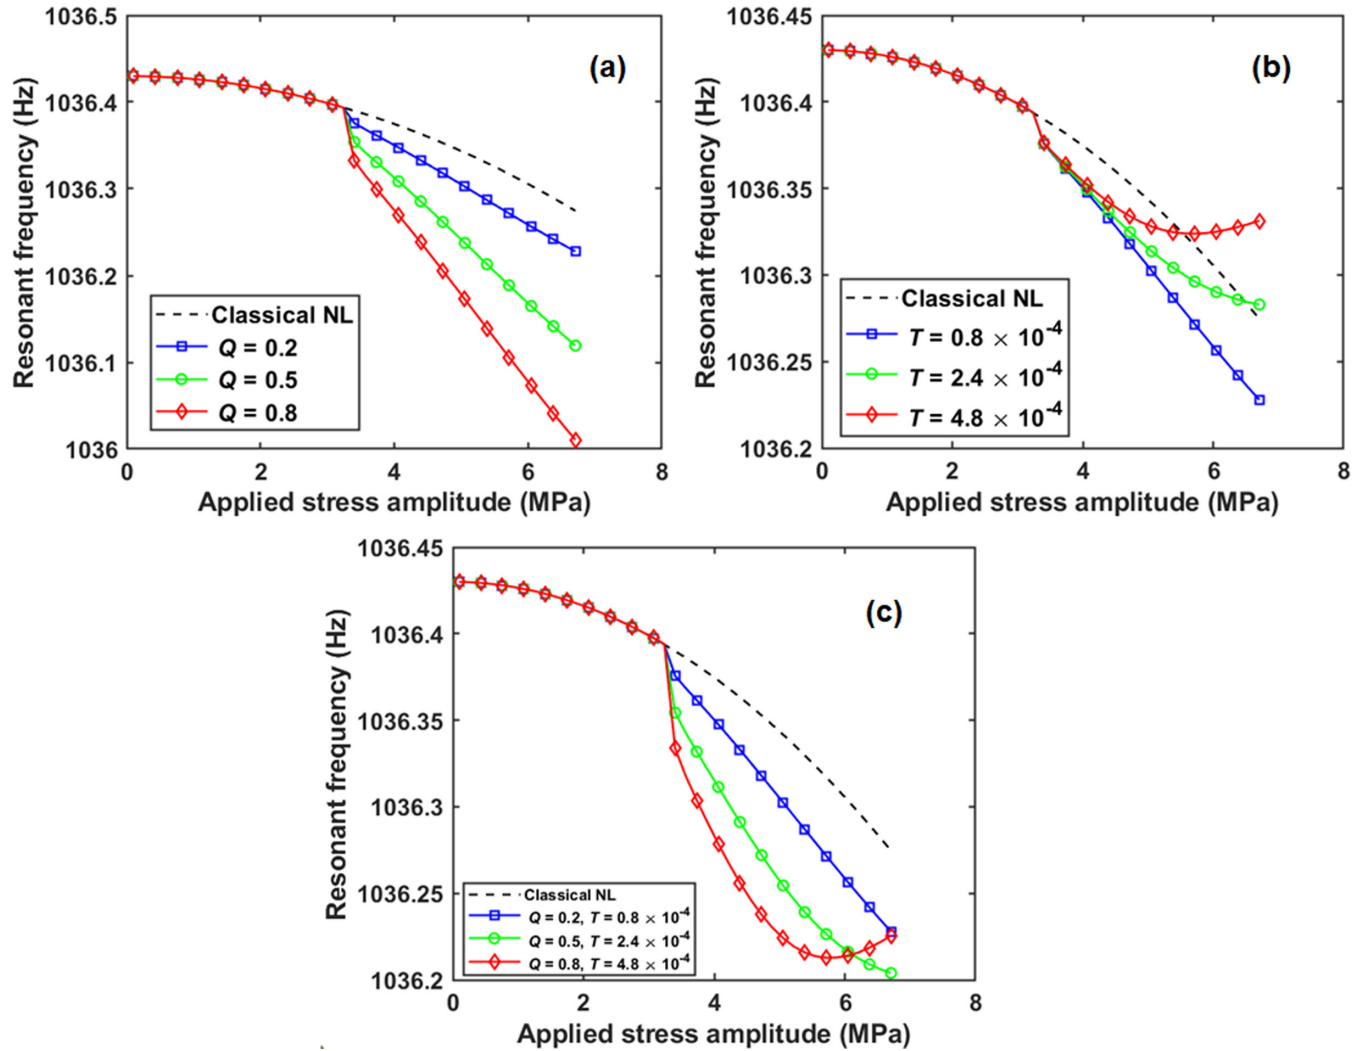 (a)
Resonant frequency (Hz)
1036.5
1036.4
1036.3
1036.2
1036.1
1036
Classical NL
Q = 0.2
Q = 0.5
Q = 0.8
0 2 4 6 8
Applied stress amplitude (MPa)
(b)
Resonant frequency (Hz)
1036.45
1036.4
1036.35
1036.3
1036.25
1036.2
Classical NL
T = 0.8 × 10⁻⁴
T = 2.4 × 10⁻⁴
T = 4.8 × 10⁻⁴
0 2 4 6 8
Applied stress amplitude (MPa)
(c)
Resonant frequency (Hz)
1036.45
1036.4
1036.35
1036.3
1036.25
1036.2
Classical NL
Q = 0.2, T = 0.8 × 10⁻⁴
Q = 0.5, T = 2.4 × 10⁻⁴
Q = 0.8, T = 4.8 × 10⁻⁴
0 2 4 6 8
Applied stress amplitude (MPa)